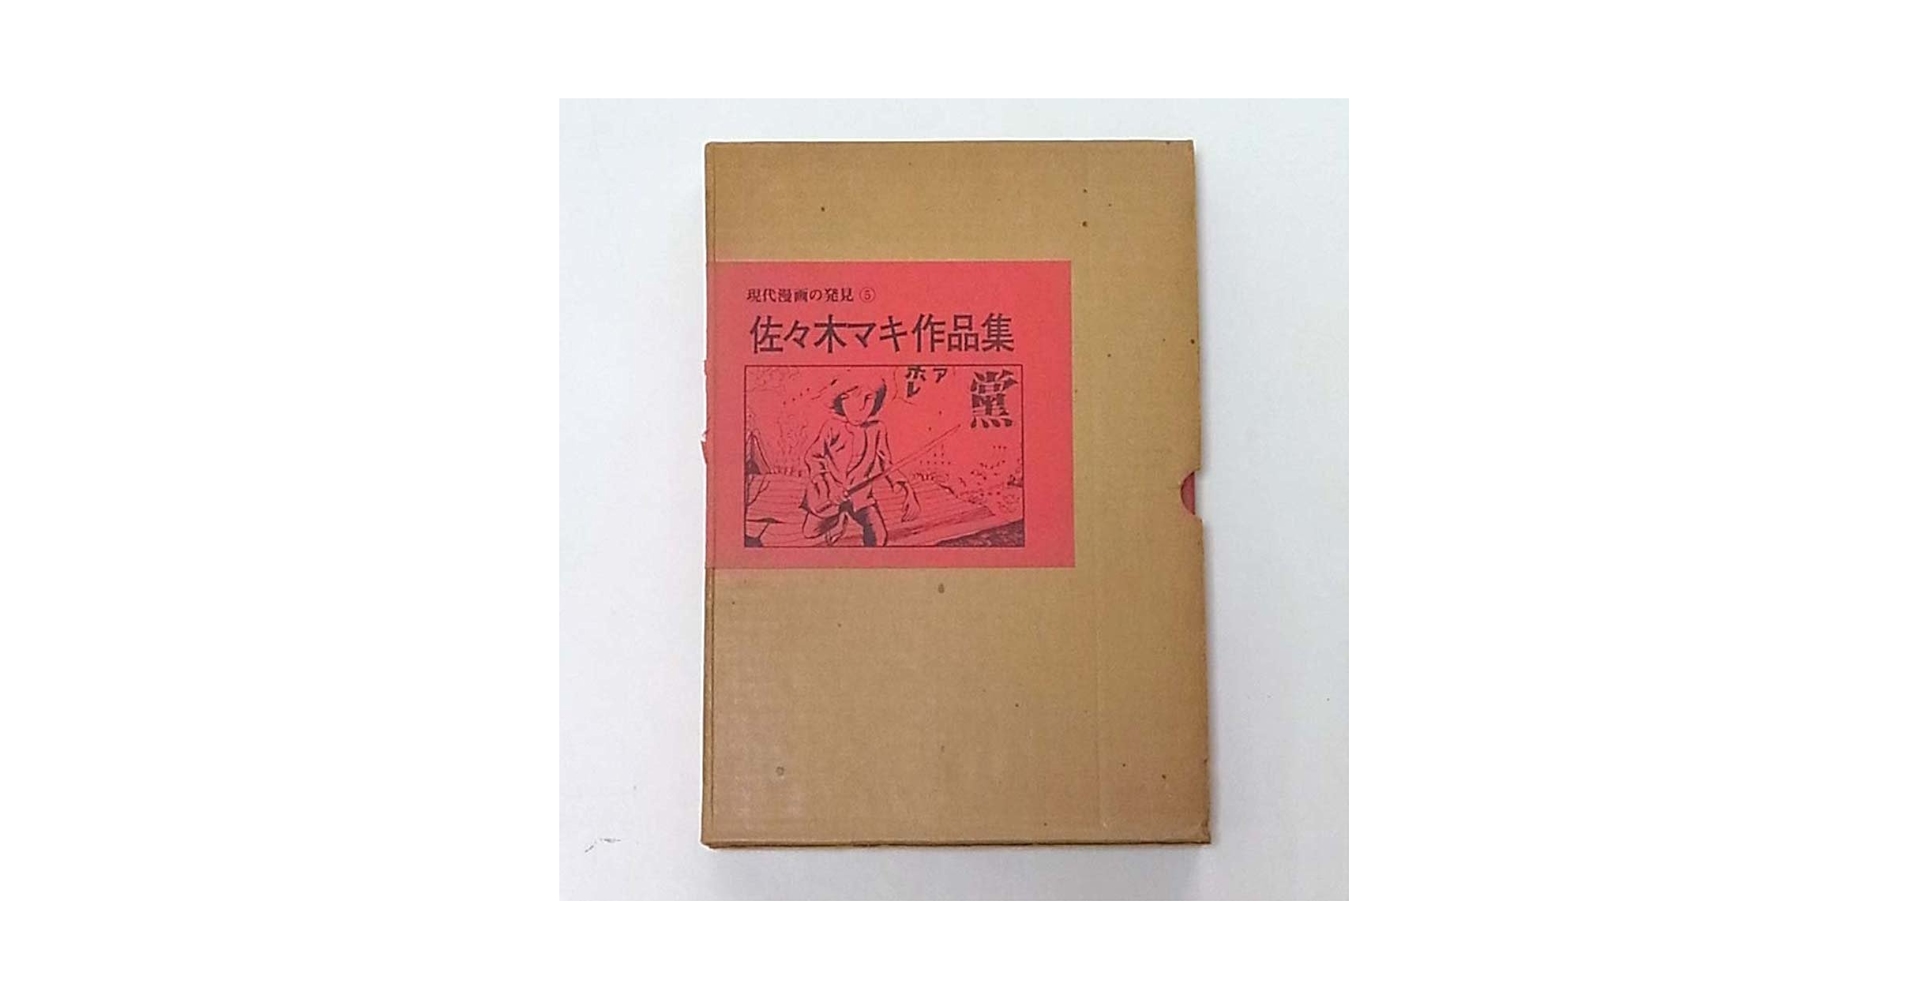 現代漫画の発見 ⑤
佐々木マキ作品集
ア
ホレ
黨